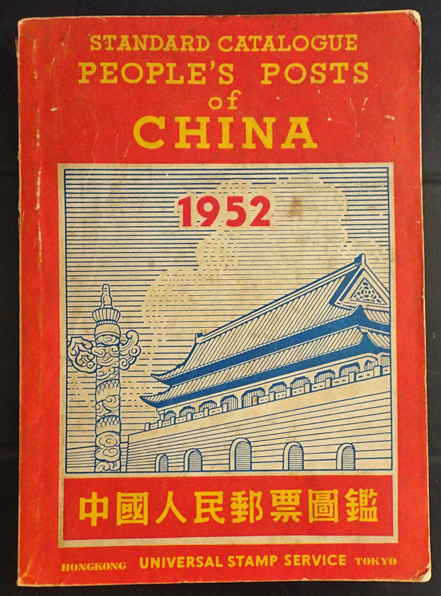 STANDARD CATALOGUE
PEOPLE'S POSTS
of
CHINA
1952
中國人民郵票圖鑑
HONGKONG UNIVERSAL STAMP SERVICE TOKYO